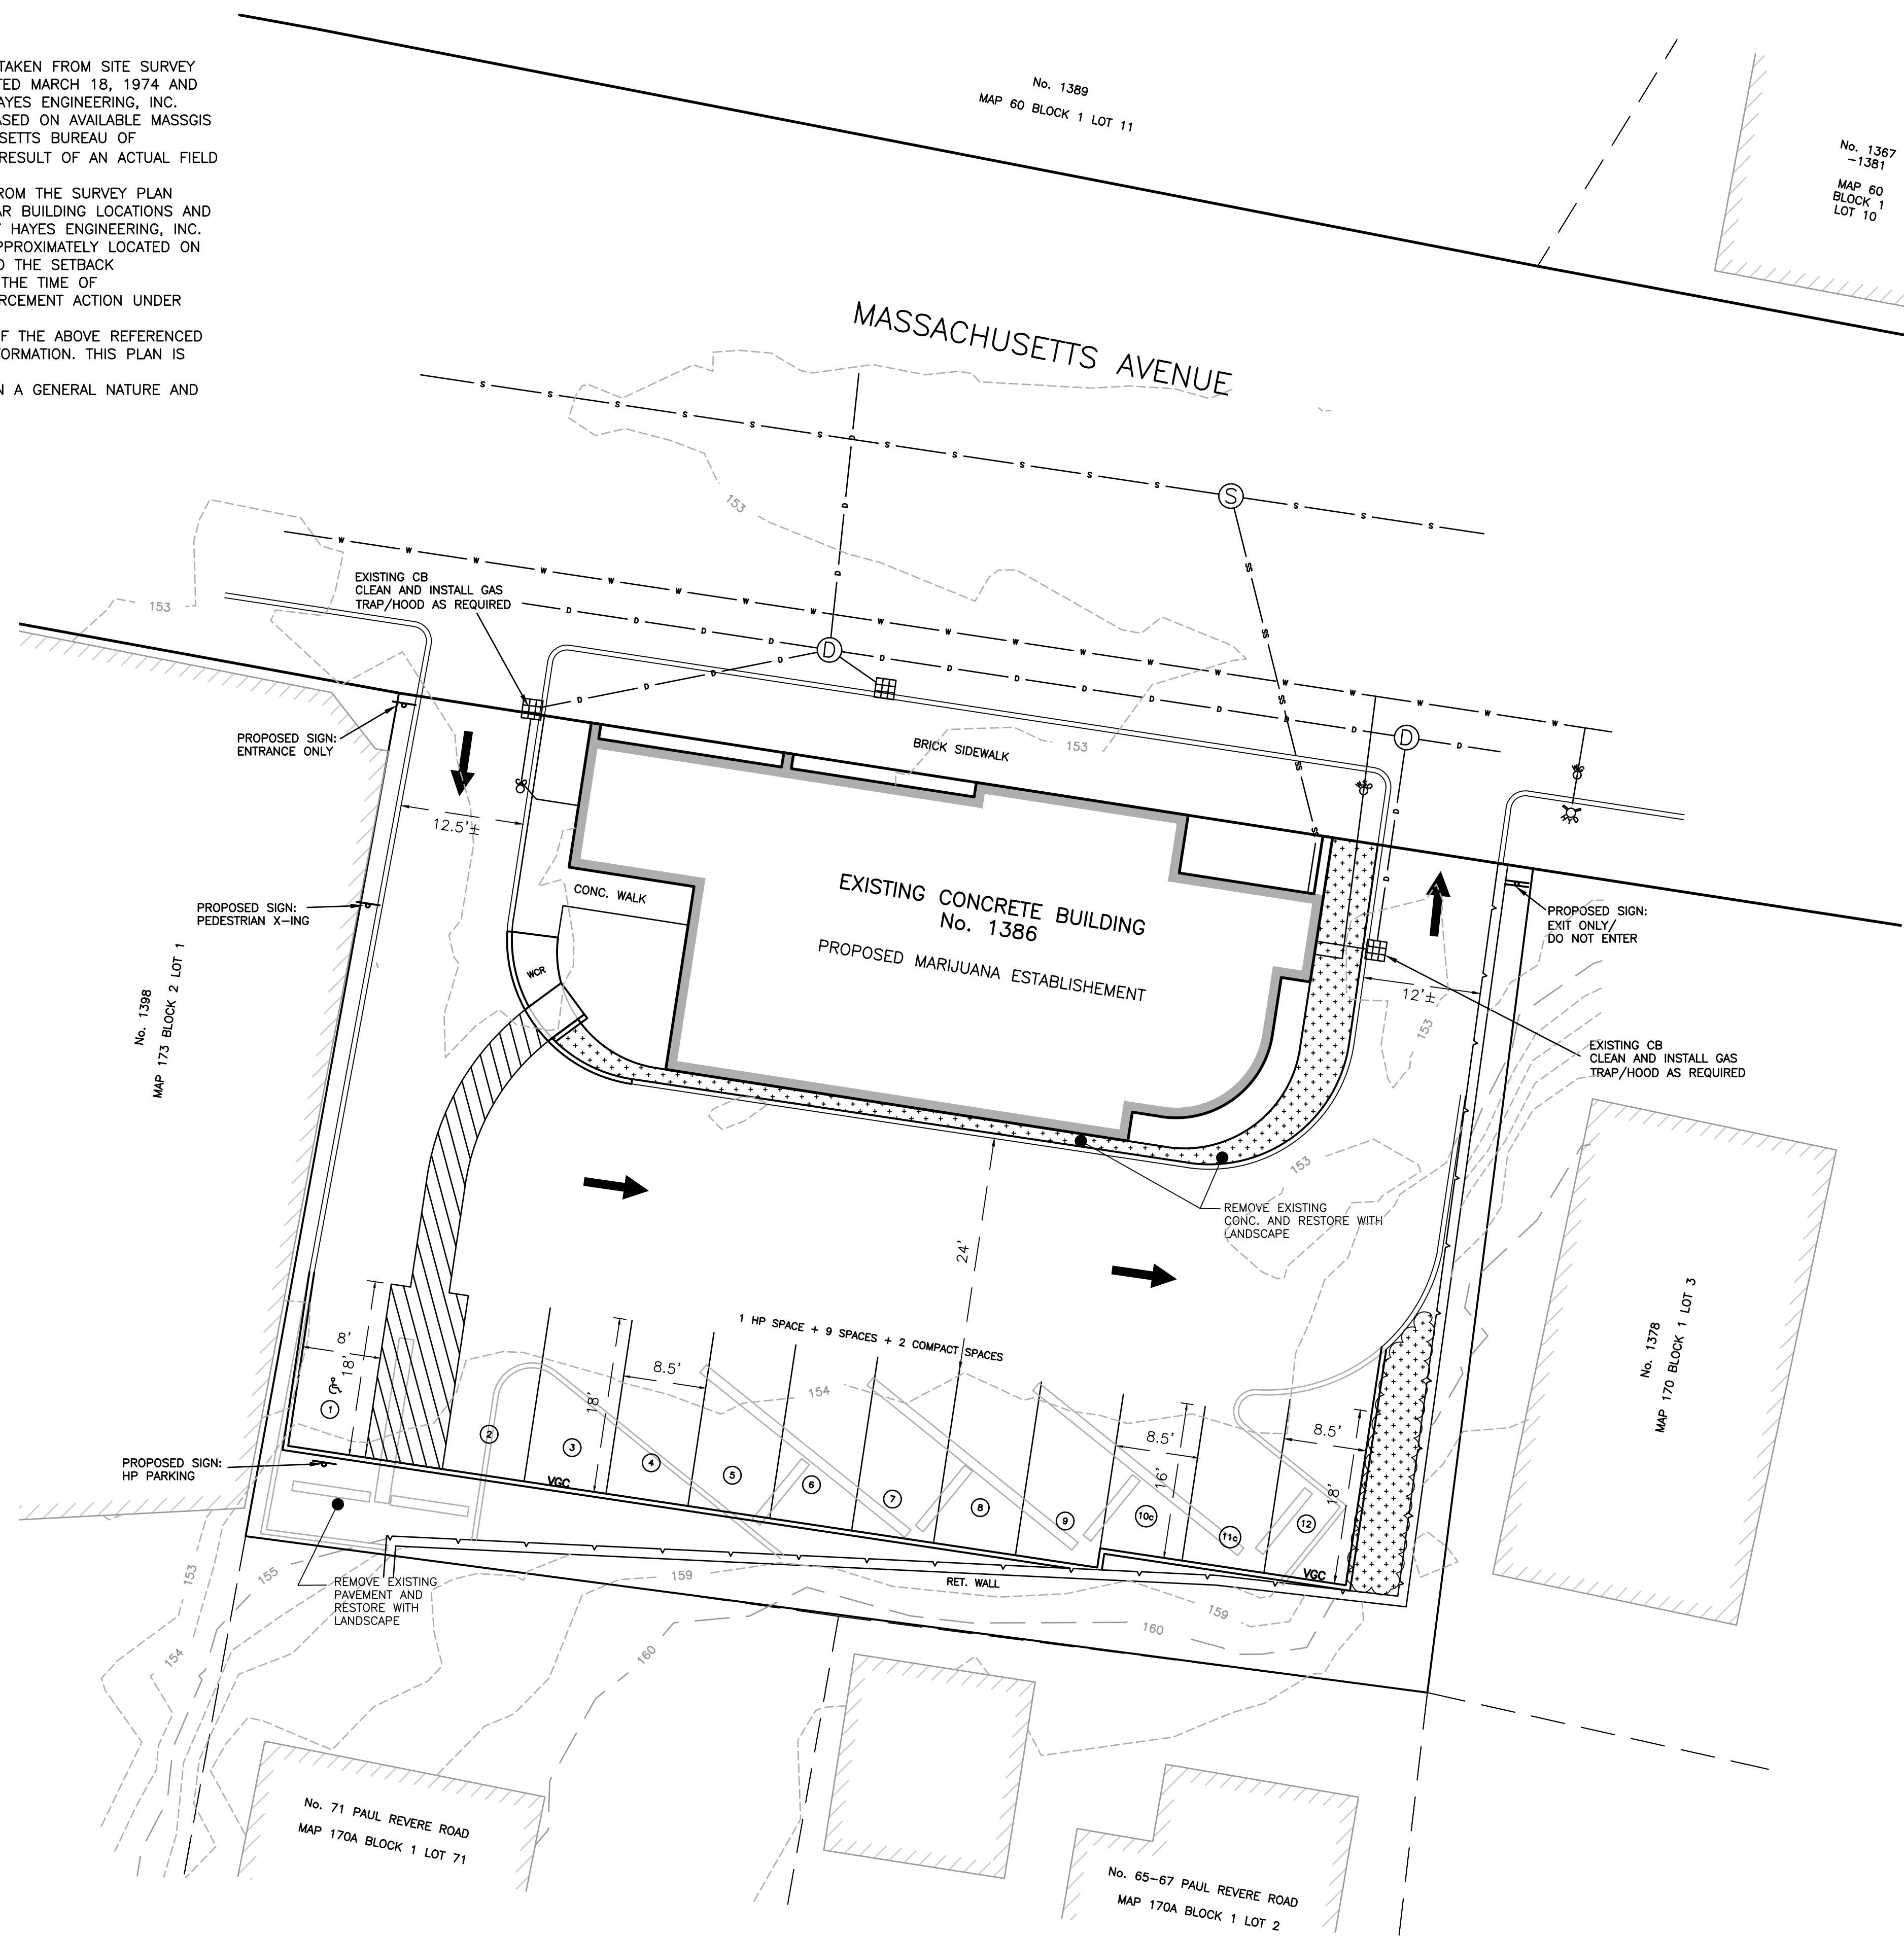 TAKEN FROM SITE SURVEY
TED MARCH 18, 1974 AND
AYES ENGINEERING, INC.
ASED ON AVAILABLE MASSGIS
SETTS BUREAU OF
RESULT OF AN ACTUAL FIELD
ROM THE SURVEY PLAN
AR BUILDING LOCATIONS AND
Y HAYES ENGINEERING, INC.
PPROXIMATELY LOCATED ON
O THE SETBACK
THE TIME OF
RCEMENT ACTION UNDER
F THE ABOVE REFERENCED
FORMATION. THIS PLAN IS
N A GENERAL NATURE AND
No. 1389
MAP 60 BLOCK 1 LOT 11
No. 1367
-1381
MAP 60
BLOCK 1
LOT 10
MASSACHUSETTS AVENUE
S S S S S S S S S S S S S S
S
D
D
D
153
SS
SS
SS
SS
SS
W W W W W W W W W W W W W W W W W W W
EXISTING CB
CLEAN AND INSTALL GAS
TRAP/HOOD AS REQUIRED
153
D D D D D D D D D D D D D D
D
D D D D
D
D
D
PROPOSED SIGN:
ENTRANCE ONLY
BRICK SIDEWALK
153
12.5'±
PROPOSED SIGN:
PEDESTRIAN X-ING
CONC. WALK
WCR
EXISTING CONCRETE BUILDING
No. 1386
PROPOSED MARIJUANA ESTABLISHEMENT
PROPOSED SIGN:
EXIT ONLY/
DO NOT ENTER
12'±
153
EXISTING CB
CLEAN AND INSTALL GAS
TRAP/HOOD AS REQUIRED
No. 1398
MAP 173 BLOCK 2 LOT 1
153
REMOVE EXISTING
CONC. AND RESTORE WITH
LANDSCAPE
24'
1 HP SPACE + 9 SPACES + 2 COMPACT SPACES
No. 1378
MAP 170 BLOCK 1 LOT 3
8'
18'
18'
8.5'
154
8.5'
16'
8.5'
18'
1
2
3
4
5
6
7
8
9
10c
11c
12
VGC
VGC
PROPOSED SIGN:
HP PARKING
REMOVE EXISTING
PAVEMENT AND
RESTORE WITH
LANDSCAPE
RET. WALL
153
154
155
159
159
160
160
No. 71 PAUL REVERE ROAD
MAP 170A BLOCK 1 LOT 71
No. 65-67 PAUL REVERE ROAD
MAP 170A BLOCK 1 LOT 2